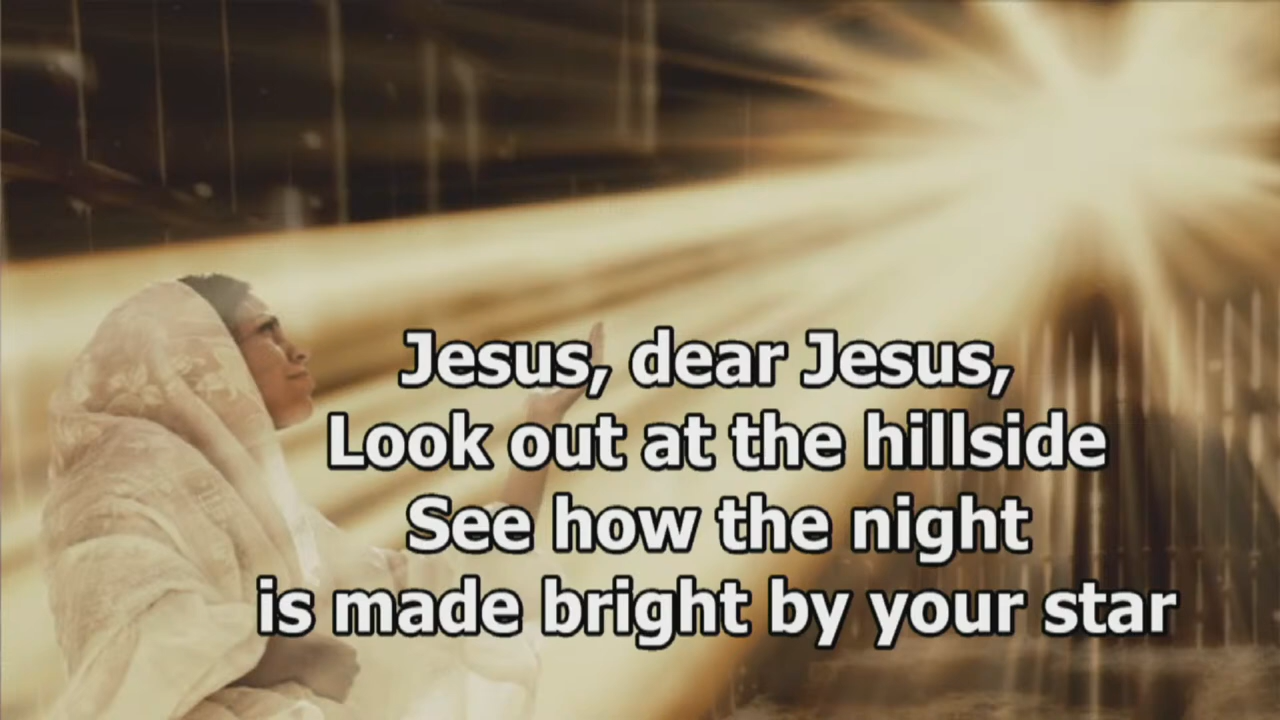 Jesus, dear Jesus,
Look out at the hillside
See how the night
is made bright by your star